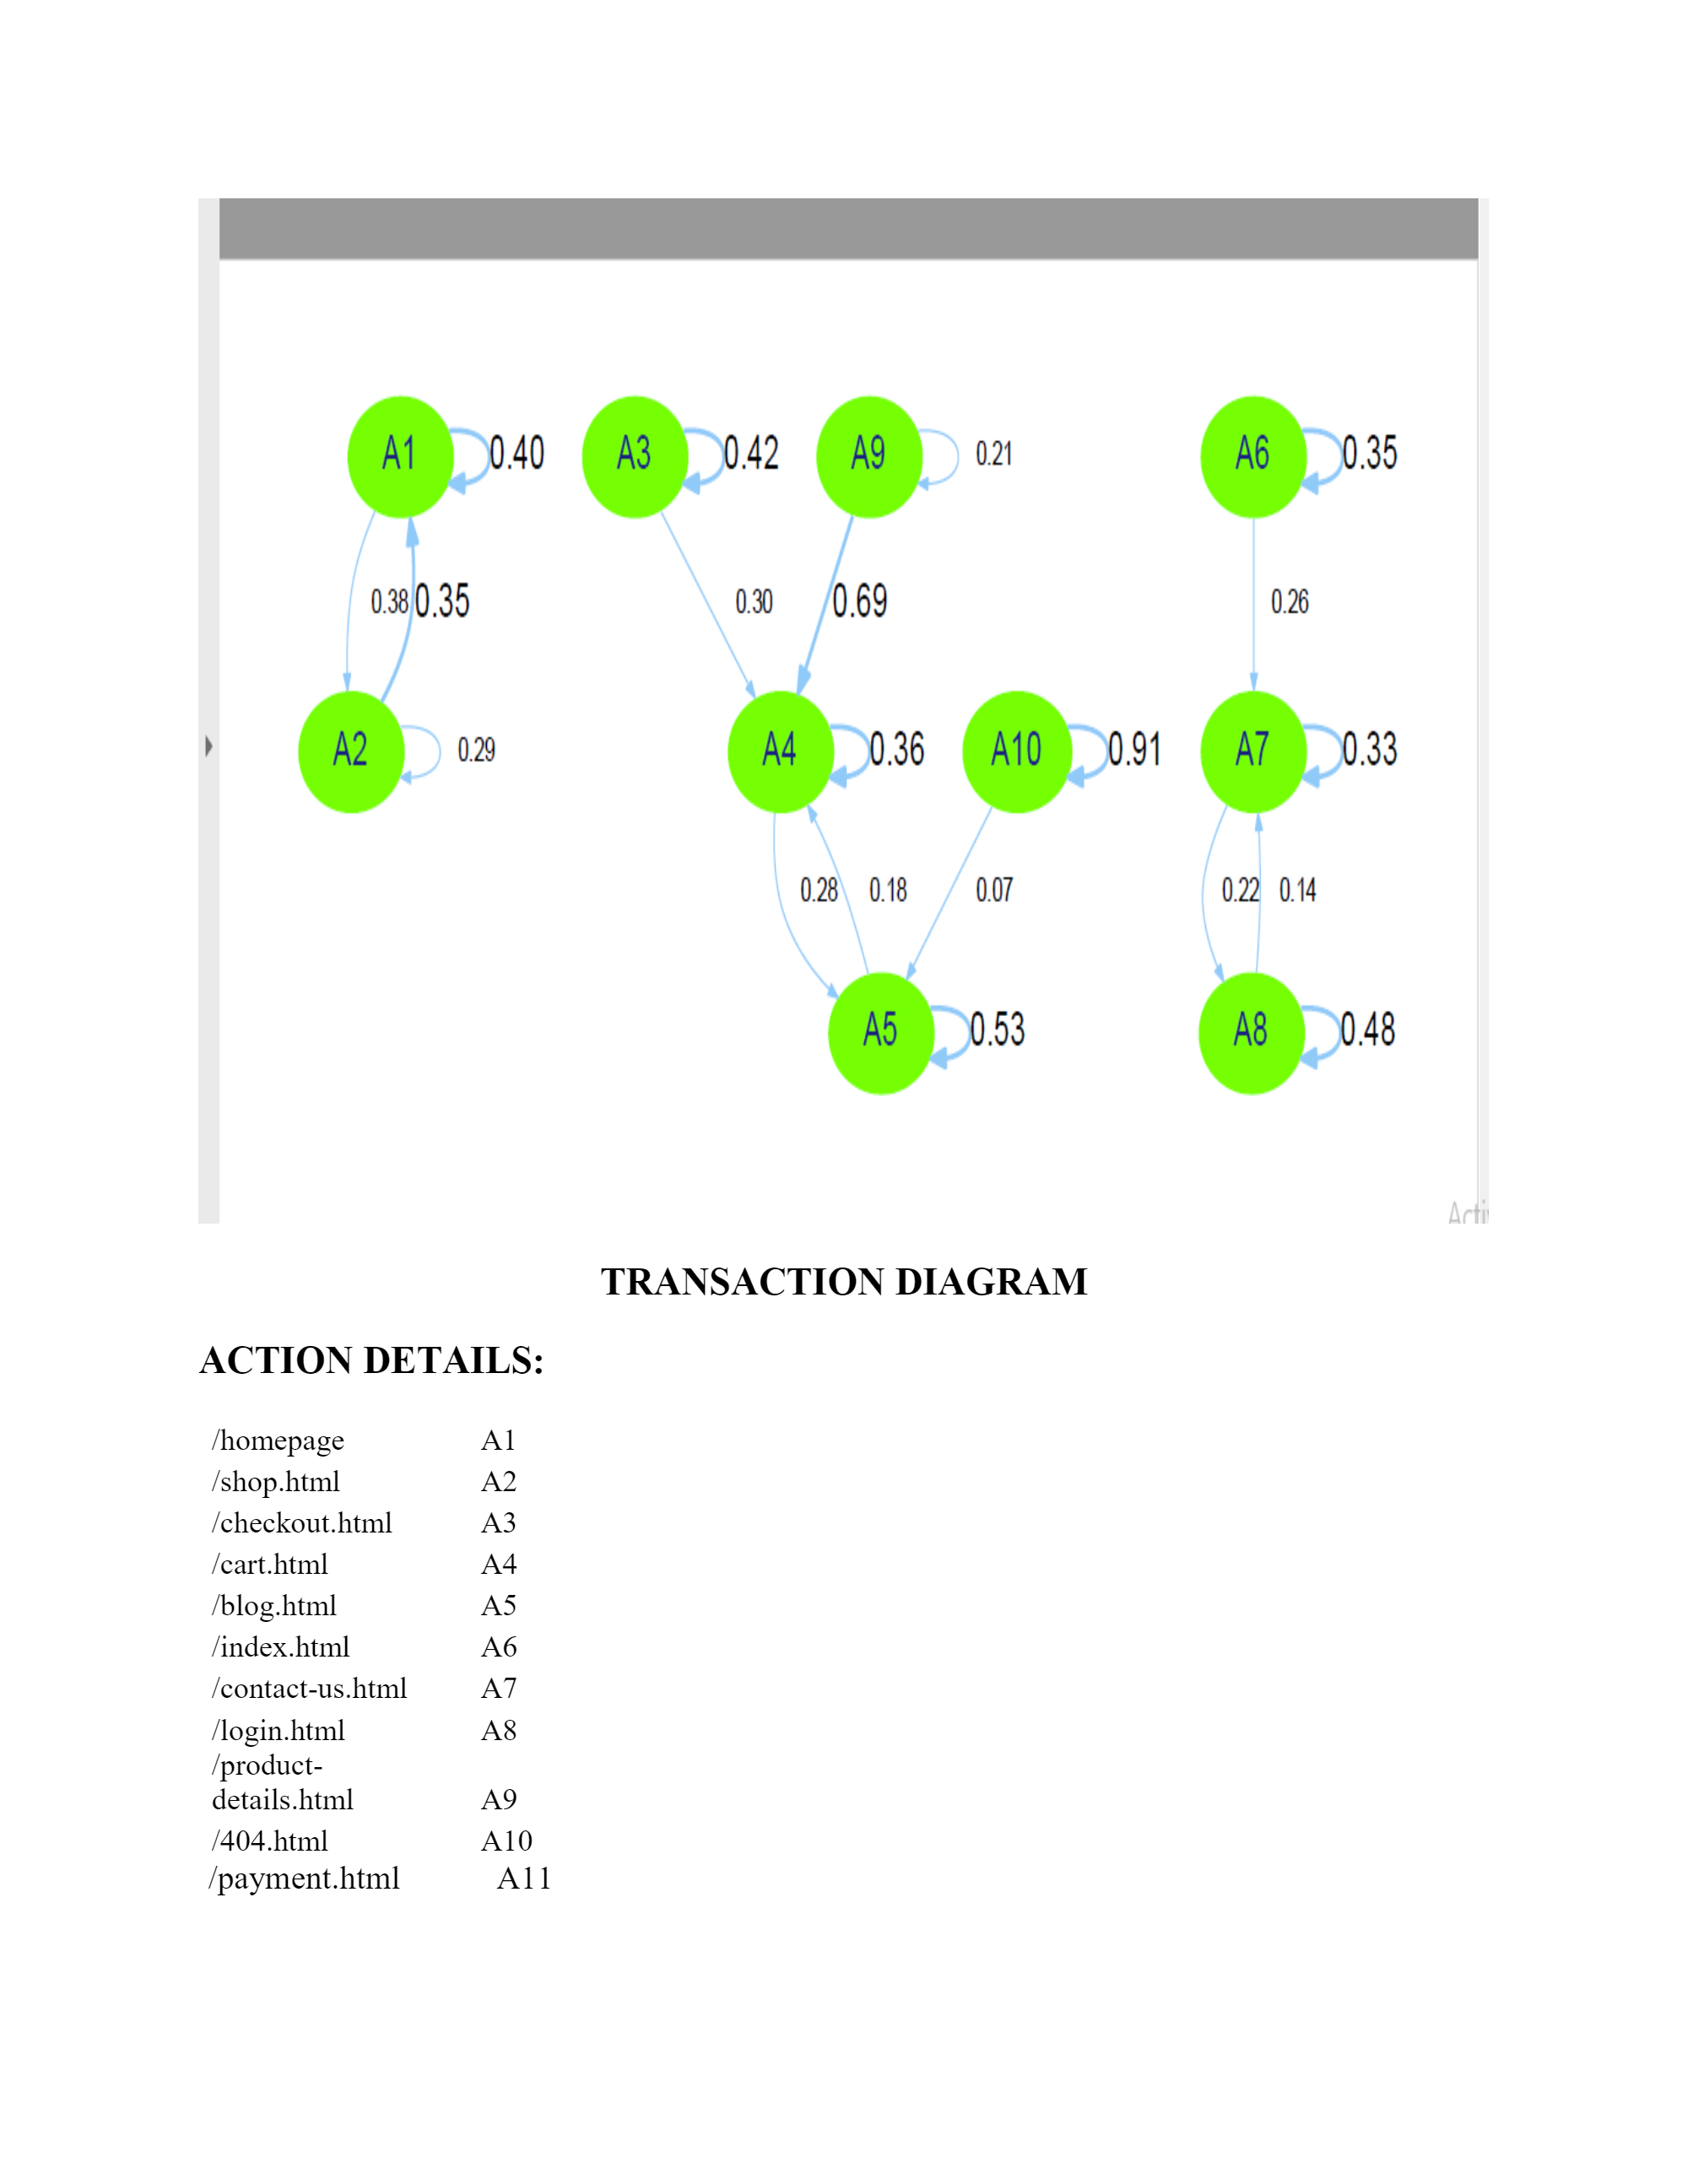 A1
0.40
A3
0.42
A9
0.21
A6
0.35
0.38
0.35
0.30
0.69
0.26
A2
0.29
A4
0.36
A10
0.91
A7
0.33
0.28
0.18
0.07
0.22
0.14
A5
0.53
A8
0.48
TRANSACTION DIAGRAM
ACTION DETAILS:
/homepage A1
/shop.html A2
/checkout.html A3
/cart.html A4
/blog.html A5
/index.html A6
/contact-us.html A7
/login.html A8
/product-
details.html A9
/404.html A10
/payment.html A11